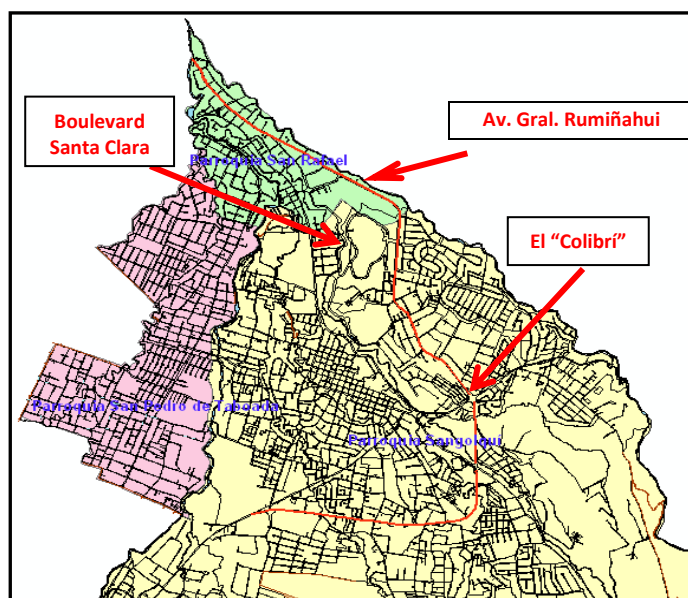 Boulevard
Santa Clara
Av. Gral. Rumiñahui
Parroquia San Rafael
El “Colibrí”
Parroquia San Pedro de Taboada
Parroquia Sangolquí